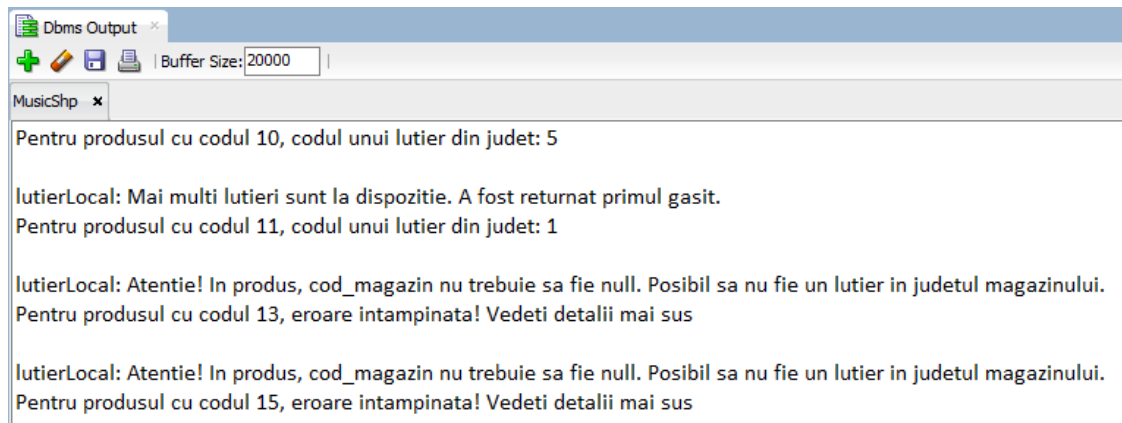 Dbms Output
Buffer Size: 20000
MusicShp
Pentru produsul cu codul 10, codul unui lutier din judet: 5
lutierLocal: Mai multi lutieri sunt la dispozitie. A fost returnat primul gasit.
Pentru produsul cu codul 11, codul unui lutier din judet: 1
lutierLocal: Atentie! In produs, cod_magazin nu trebuie sa fie null. Posibil sa nu fie un lutier in judetul magazinului.
Pentru produsul cu codul 13, eroare intampinata! Vedeti detalii mai sus
lutierLocal: Atentie! In produs, cod_magazin nu trebuie sa fie null. Posibil sa nu fie un lutier in judetul magazinului.
Pentru produsul cu codul 15, eroare intampinata! Vedeti detalii mai sus